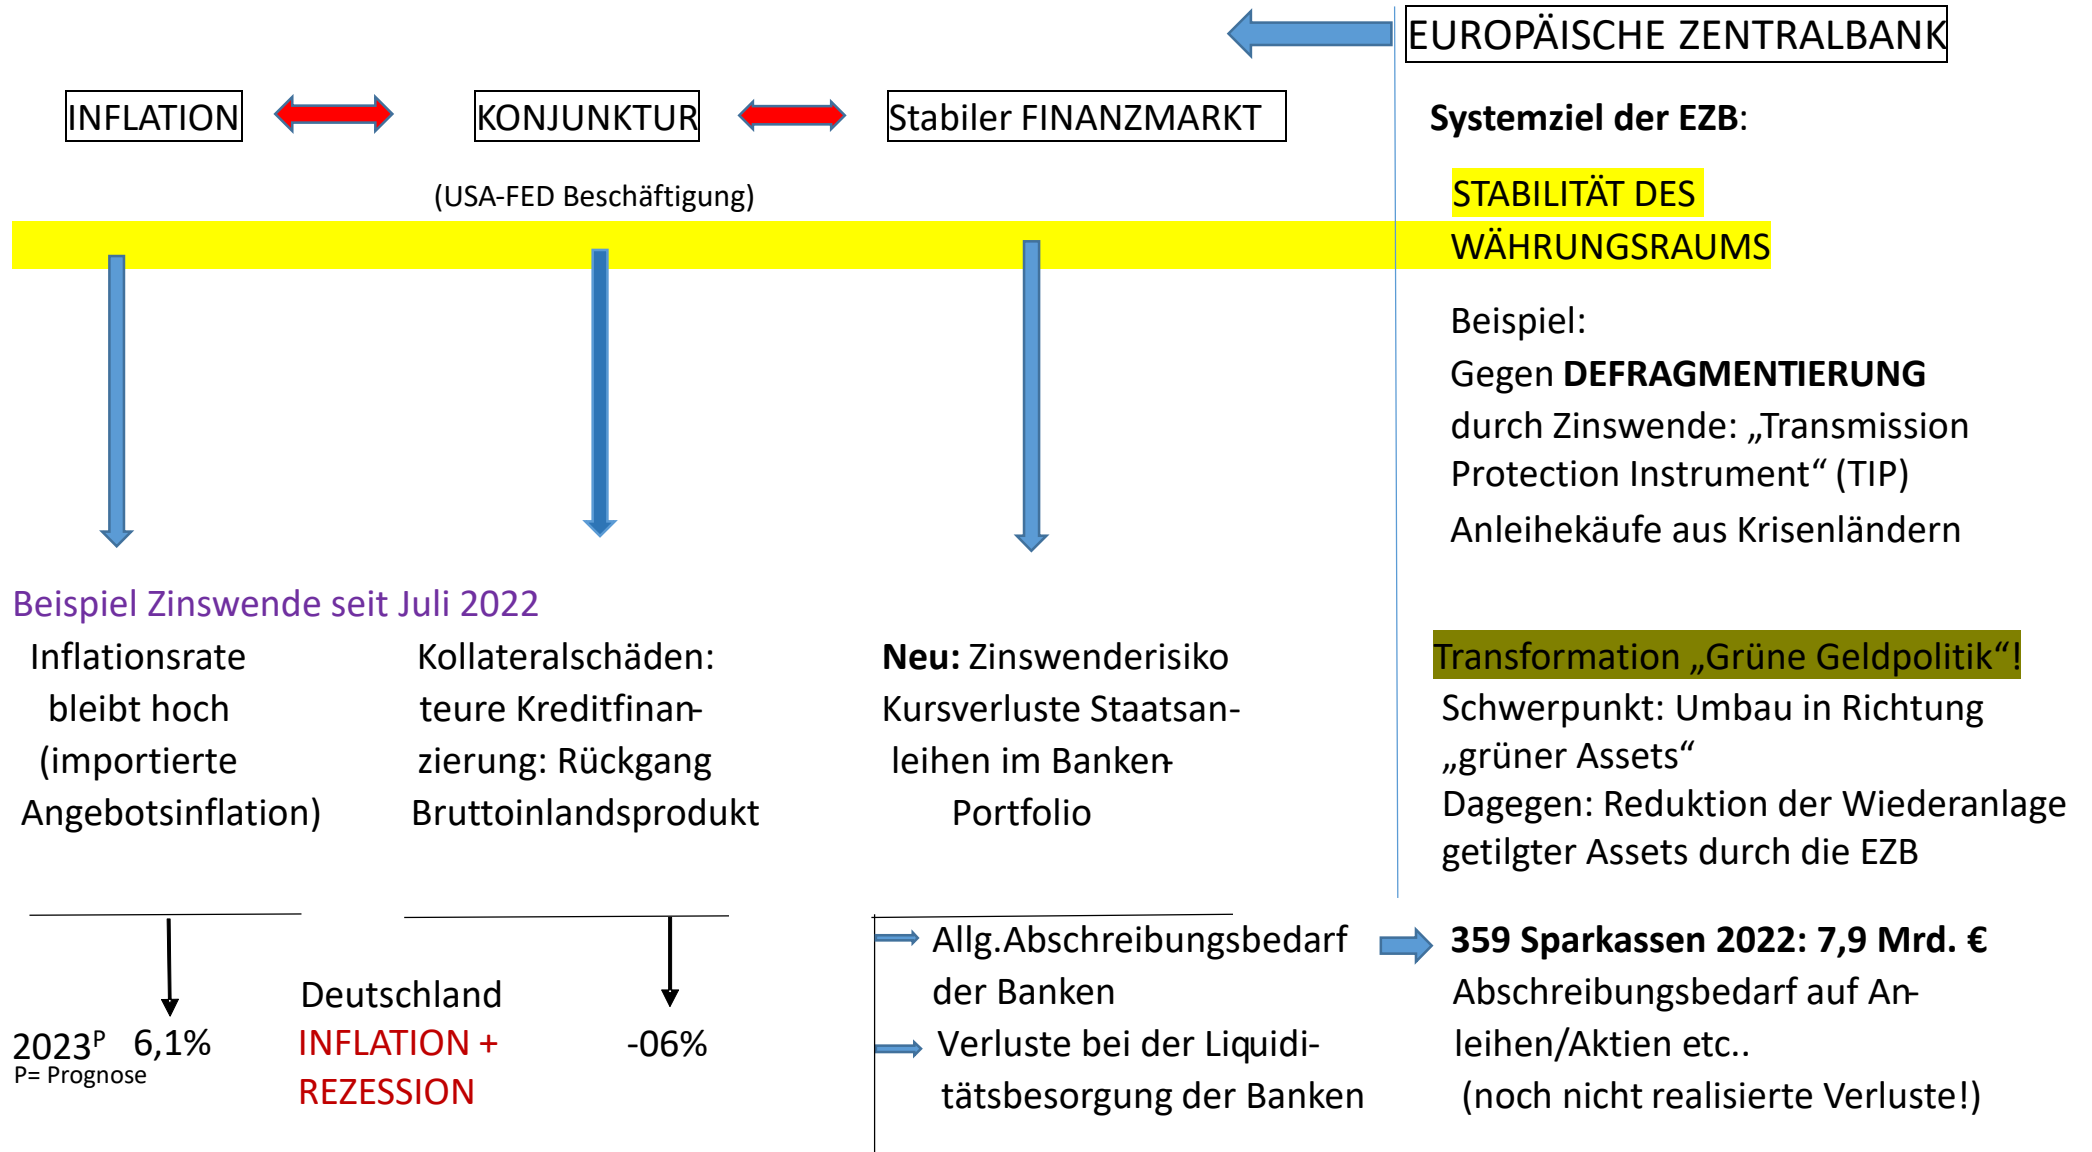 EUROPÄISCHE ZENTRALBANK
INFLATION
KONJUNKTUR
Stabiler FINANZMARKT
Systemziel der EZB:
(USA-FED Beschäftigung)
STABILITÄT DES
WÄHRUNGSRAUMS
Beispiel:
Gegen DEFRAGMENTIERUNG
durch Zinswende: „Transmission
Protection Instrument“ (TIP)
Anleihekäufe aus Krisenländern
Beispiel Zinswende seit Juli 2022
Inflationsrate
bleibt hoch
(importierte
Angebotsinflation)
Kollateralschäden:
teure Kreditfinan-
zierung: Rückgang
Bruttoinlandsprodukt
Neu: Zinswenderisiko
Kursverluste Staatsan-
leihen im Banken-
Portfolio
Transformation „Grüne Geldpolitik“!
Schwerpunkt: Umbau in Richtung
„grüner Assets“
Dagegen: Reduktion der Wiederanlage
getilgter Assets durch die EZB
2023ᴾ 6,1%
P= Prognose
Deutschland
INFLATION +
REZESSION
-06%
Allg.Abschreibungsbedarf
der Banken
Verluste bei der Liquidi-
tätsbesorgung der Banken
359 Sparkassen 2022: 7,9 Mrd. €
Abschreibungsbedarf auf An-
leihen/Aktien etc..
(noch nicht realisierte Verluste!)